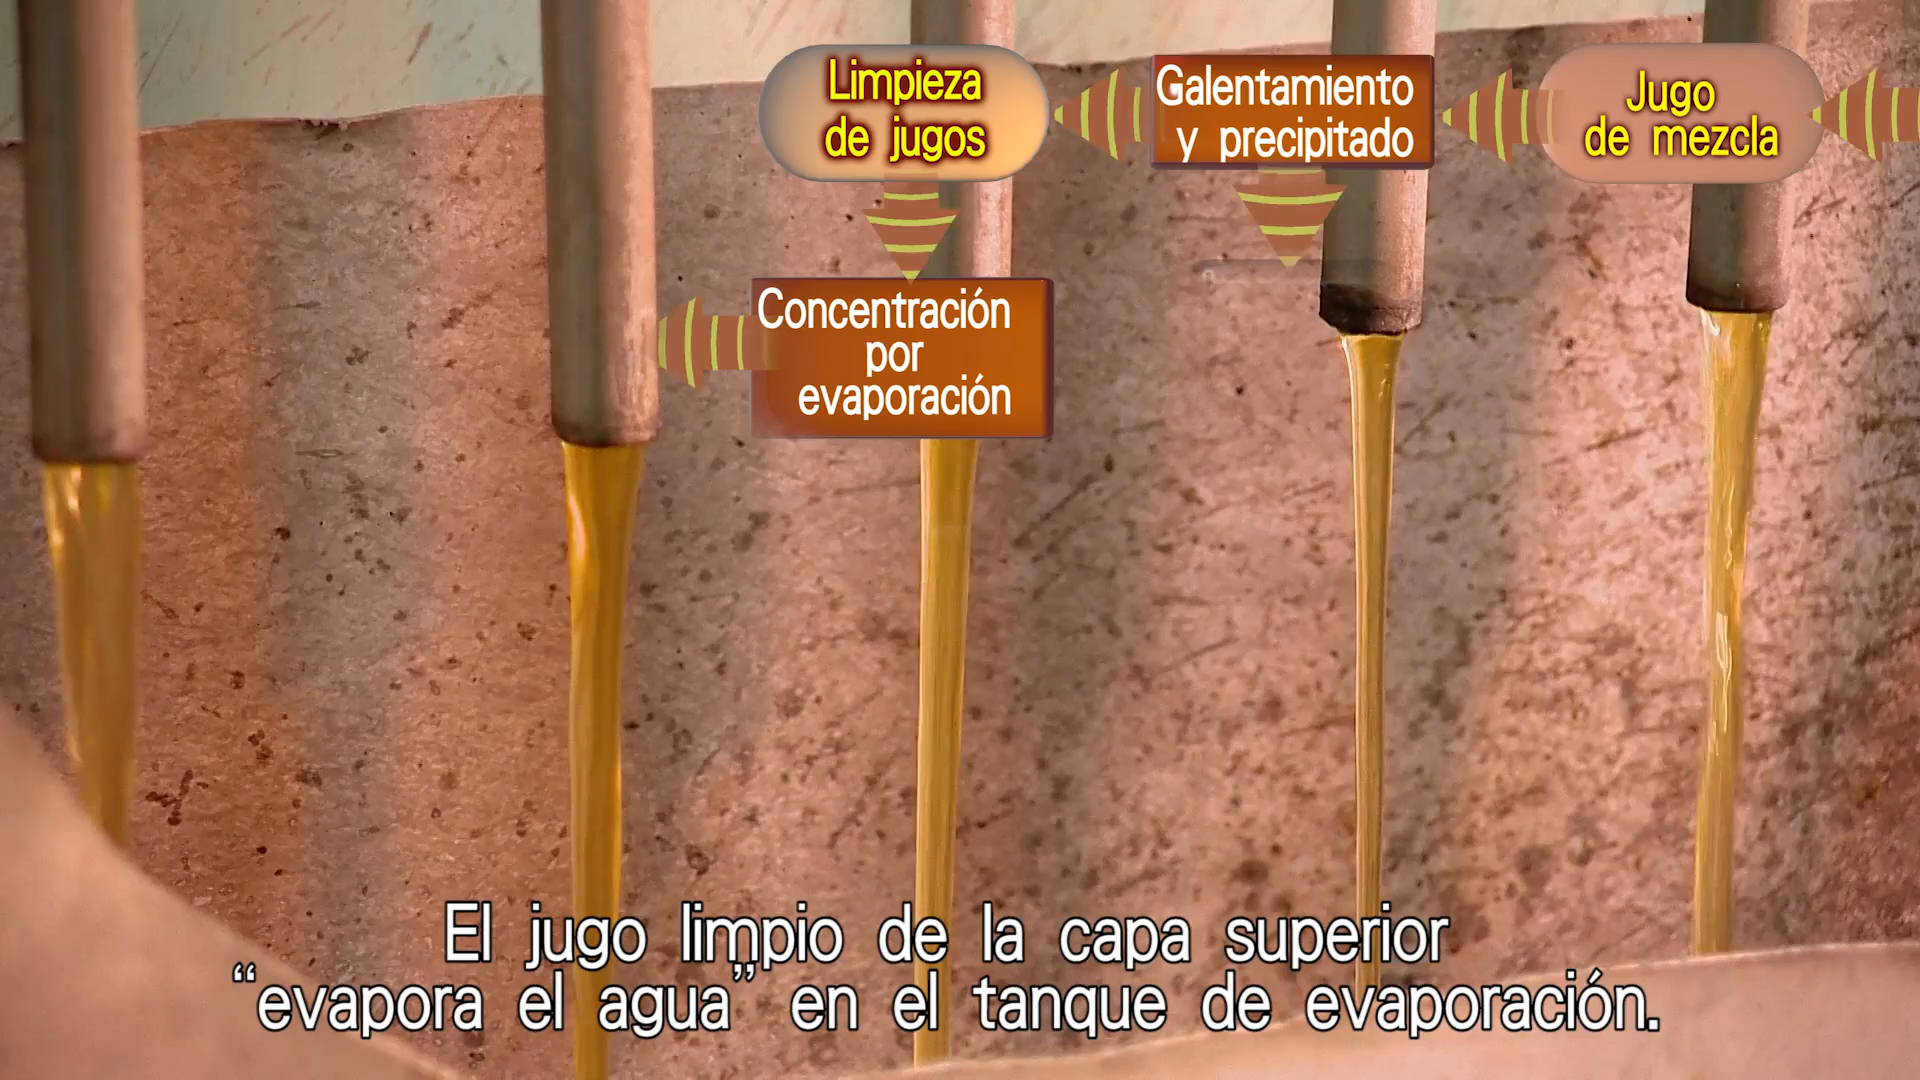 Limpieza
de jugos
Galentamiento
y precipitado
Jugo
de mezcla
Concentración
por
evaporación
El jugo limpio de la capa superior
“evapora el agua” en el tanque de evaporación.